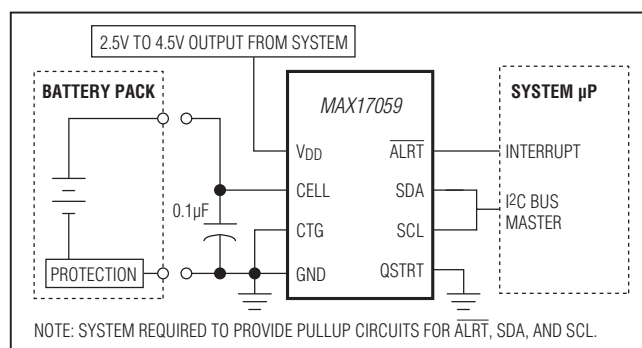 2.5V TO 4.5V OUTPUT FROM SYSTEM
BATTERY PACK
PROTECTION
0.1µF
MAX17059
VDD
CELL
CTG
GND
ALRT
SDA
SCL
QSTRT
SYSTEM µP
INTERRUPT
I2C BUS
MASTER
NOTE: SYSTEM REQUIRED TO PROVIDE PULLUP CIRCUITS FOR ALRT, SDA, AND SCL.